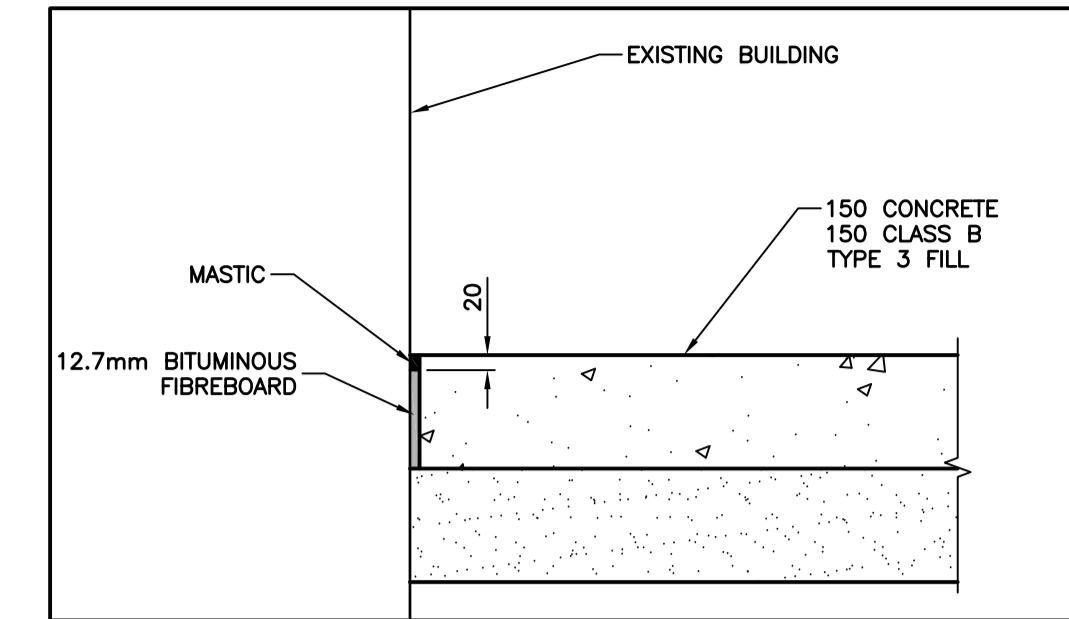 EXISTING BUILDING
150 CONCRETE
150 CLASS B
TYPE 3 FILL
MASTIC
20
12.7mm BITUMINOUS
FIBREBOARD